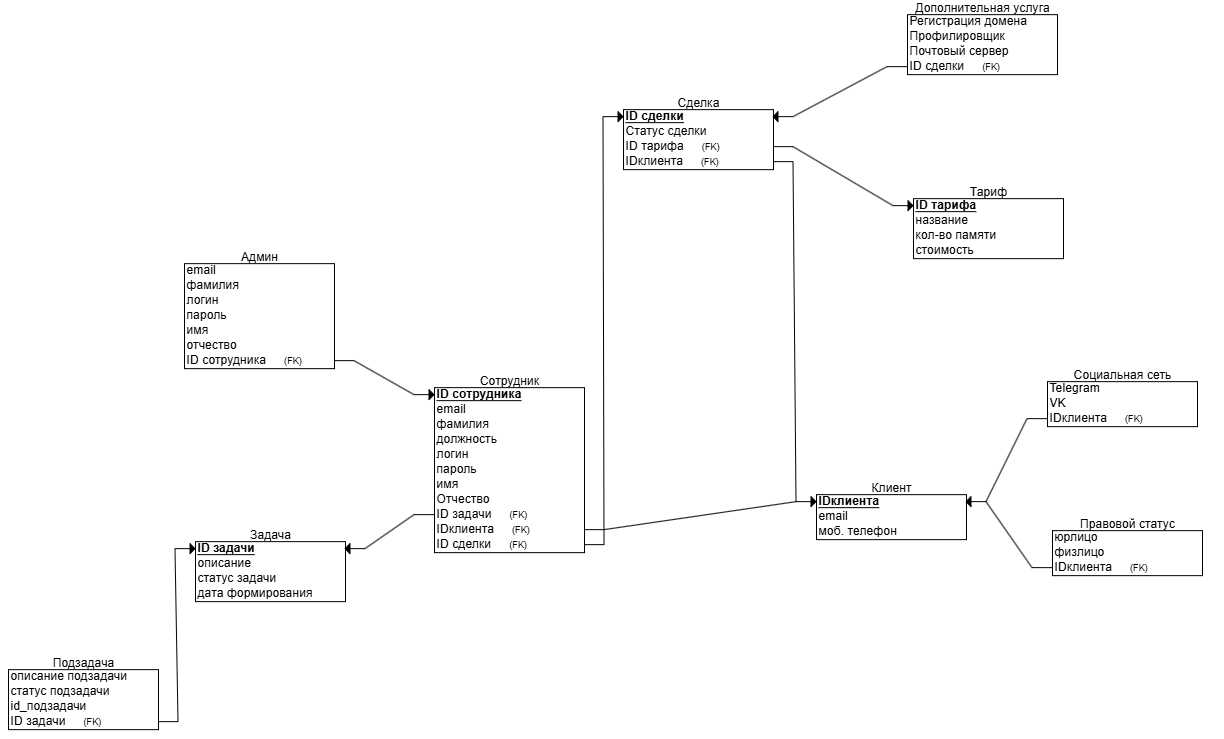 Дополнительная услуга
Регистрация домена
Профилировщик
Почтовый сервер
ID сделки (FK)
Сделка
ID сделки
Статус сделки
ID тарифа (FK)
IDклиента (FK)
Тариф
ID тарифа
название
кол-во памяти
стоимость
Админ
email
фамилия
логин
пароль
имя
отчество
ID сотрудника (FK)
Сотрудник
ID сотрудника
email
фамилия
должность
логин
пароль
имя
Отчество
ID задачи (FK)
IDклиента (FK)
ID сделки (FK)
Социальная сеть
Telegram
VK
IDклиента (FK)
Клиент
IDклиента
email
моб. телефон
Правовой статус
юрлицо
физлицо
IDклиента (FK)
Задача
ID задачи
описание
статус задачи
дата формирования
Подзадача
описание подзадачи
статус подзадачи
id_подзадачи
ID задачи (FK)